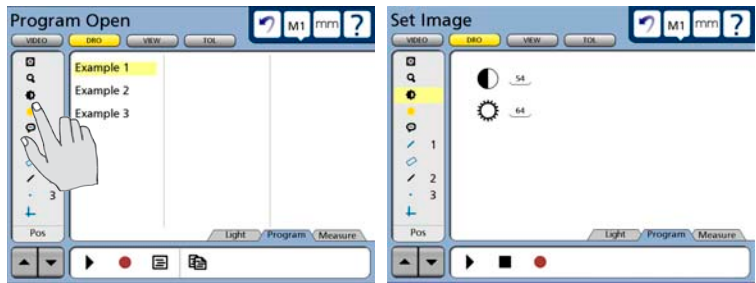 Program Open
M1 mm ?
VIDEO DRO VIEW TOL
Example 1
Example 2
Example 3
3
Pos
Light Program Measure
Set Image
M1 mm ?
VIDEO DRO VIEW TOL
54
64
1
2
3
Pos
Light Program Measure